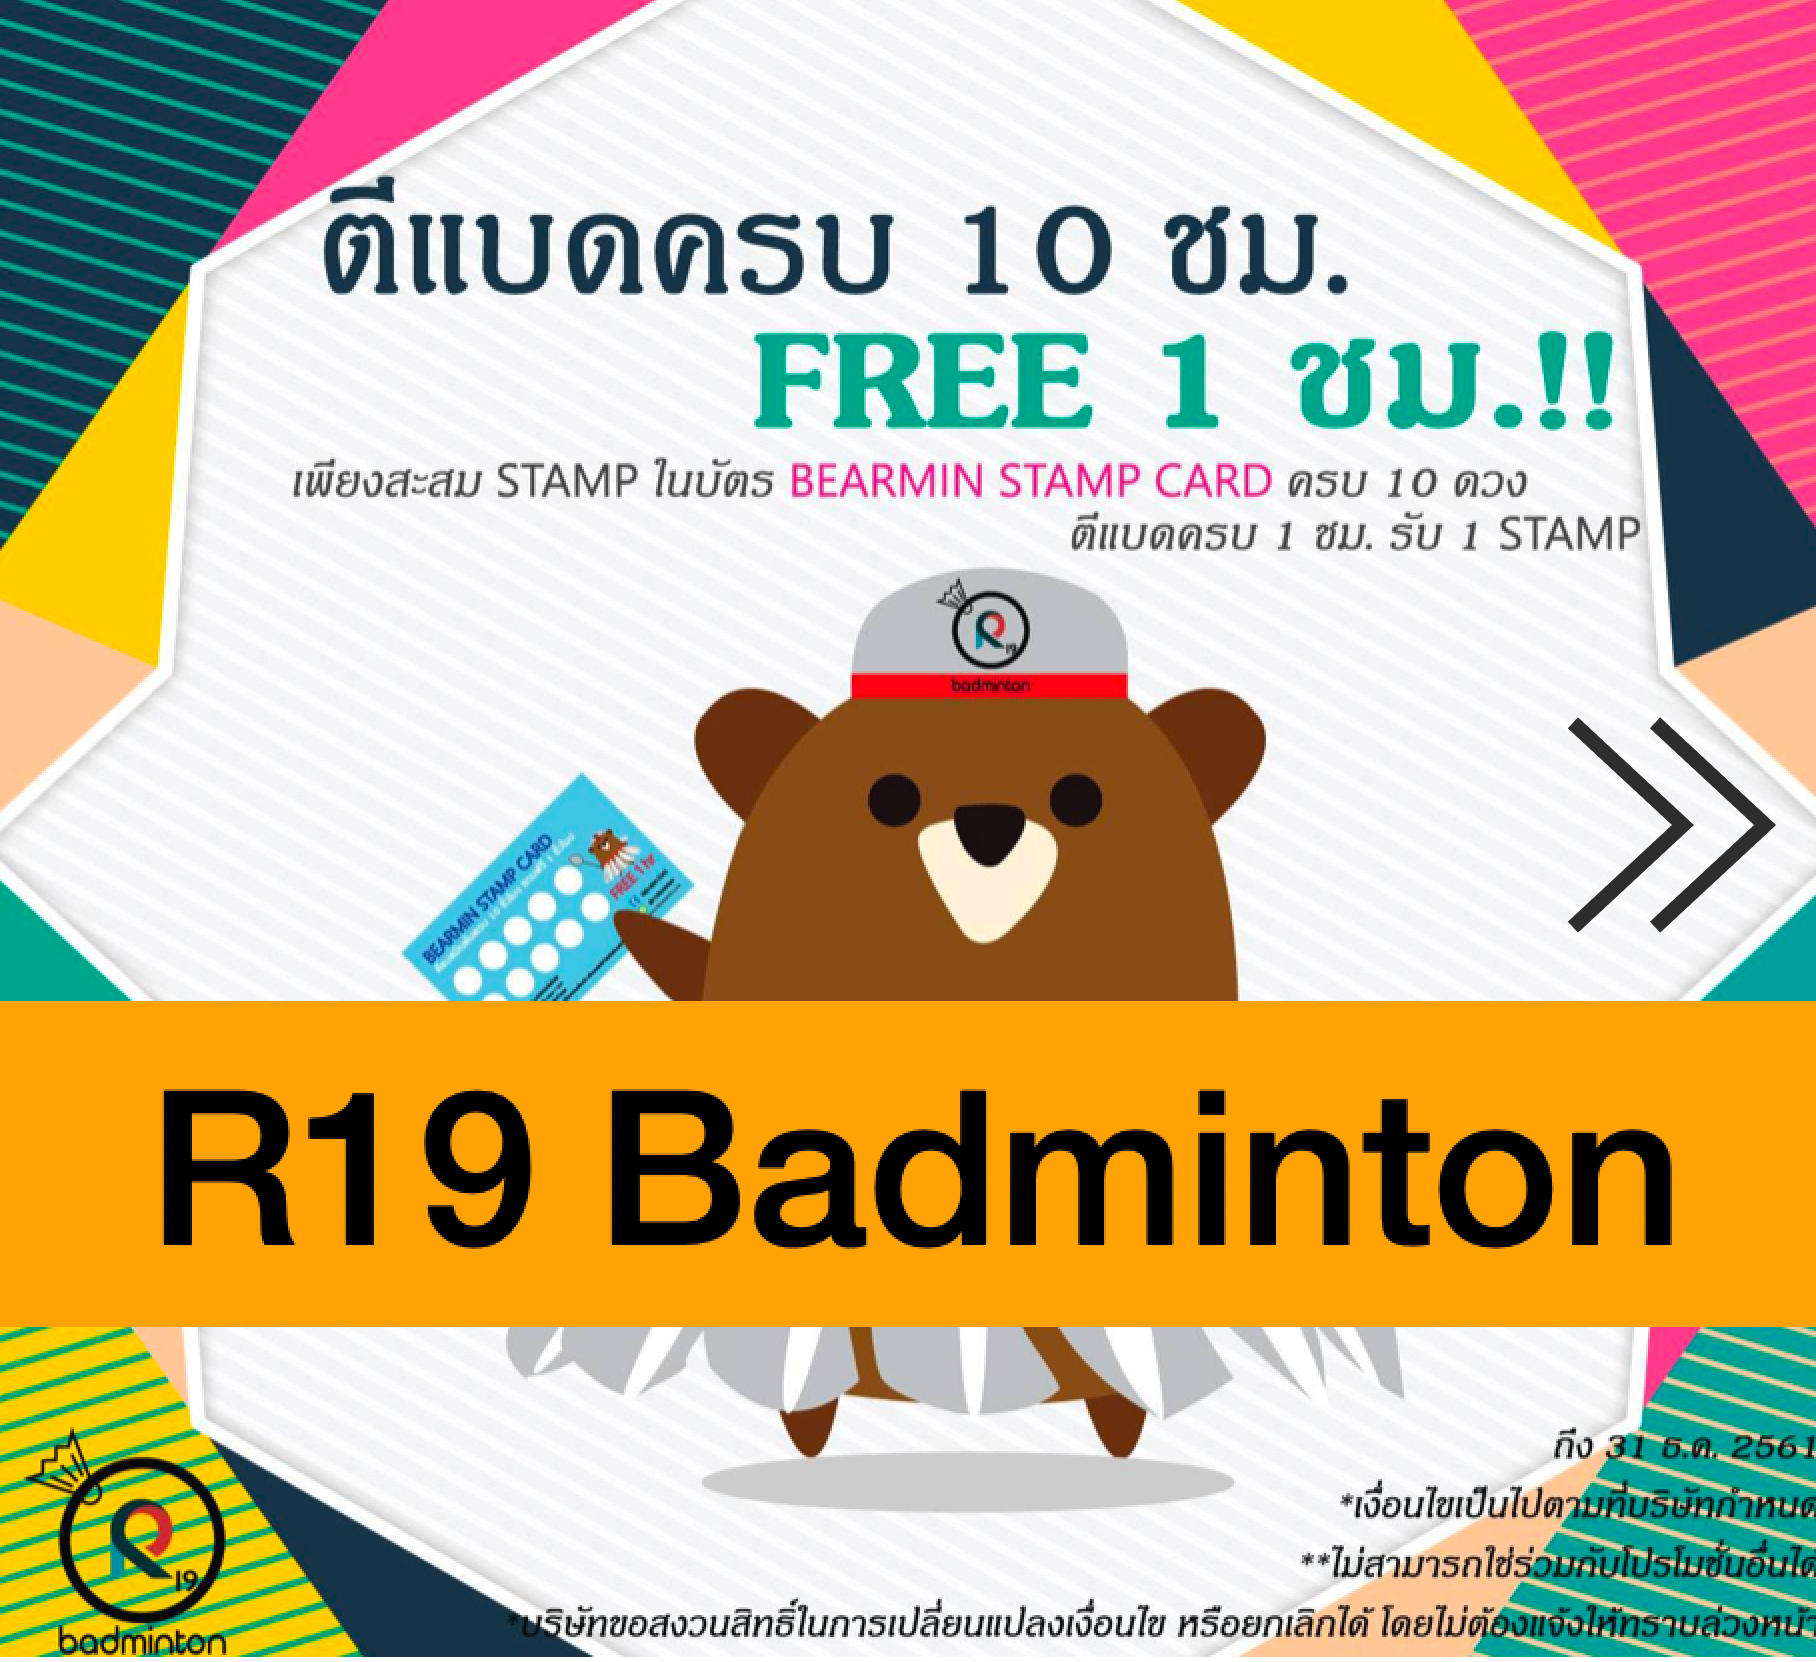 ตีแบดครบ 10 ชม.
FREE 1 ชม.!!
เพียงสะสม STAMP ในบัตร BEARMIN STAMP CARD ครบ 10 ดวง
ตีแบดครบ 1 ชม. รับ 1 STAMP
R 19
badminton
BEARMIN STAMP CARD
FREE 1 hr
R19 Badminton
ถึง 31 ธ.ค. 2561
*เงื่อนไขเป็นไปตามที่บริษัทกำหนด
**ไม่สามารถใช้ร่วมกับโปรโมชั่นอื่นได้
*บริษัทขอสงวนสิทธิ์ในการเปลี่ยนแปลงเงื่อนไข หรือยกเลิกได้ โดยไม่ต้องแจ้งให้ทราบล่วงหน้า
R 19
badminton